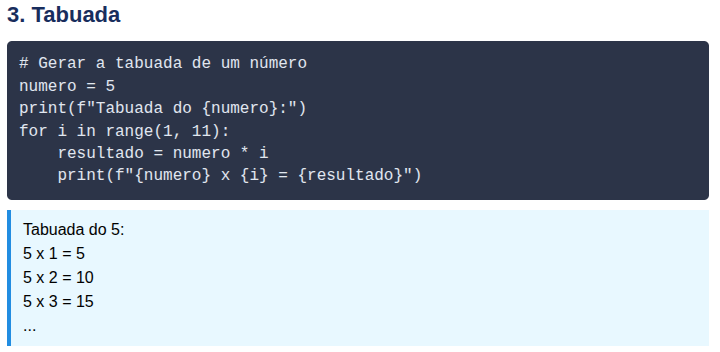 3. Tabuada
# Gerar a tabuada de um número
numero = 5
print(f"Tabuada do {numero}:")
for i in range(1, 11):
    resultado = numero * i
    print(f"{numero} x {i} = {resultado}")
Tabuada do 5:
5 x 1 = 5
5 x 2 = 10
5 x 3 = 15
...